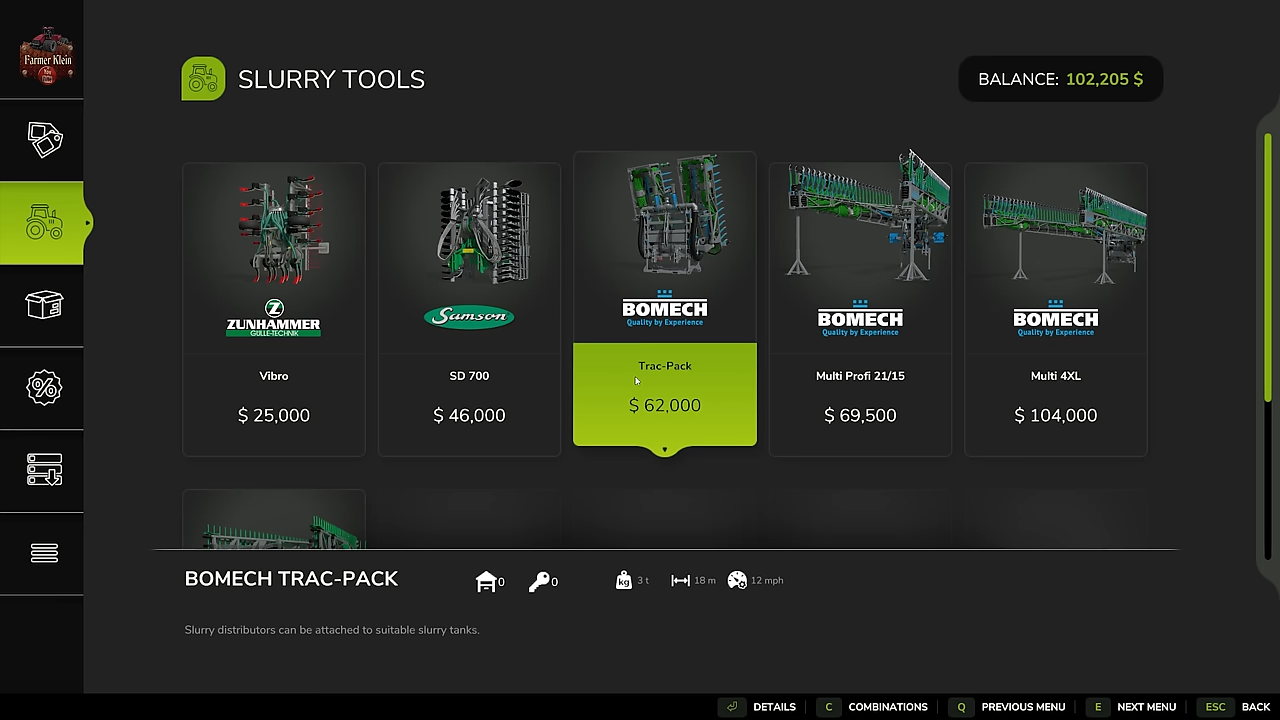 Farmer Klein
You
SLURRY TOOLS
BALANCE: 102,205 $
Z
ZUNHAMMER
GÜLLE-TECHNIK
Samson
BOMECH
Quality by Experience
BOMECH
Quality by Experience
BOMECH
Quality by Experience
Vibro
SD 700
Trac-Pack
Multi Profi 21/15
Multi 4XL
$ 25,000
$ 46,000
$ 62,000
$ 69,500
$ 104,000
BOMECH TRAC-PACK
0
0
kg 3 t
18 m
12 mph
Slurry distributors can be attached to suitable slurry tanks.
DETAILS
C COMBINATIONS
Q PREVIOUS MENU
E NEXT MENU
ESC BACK